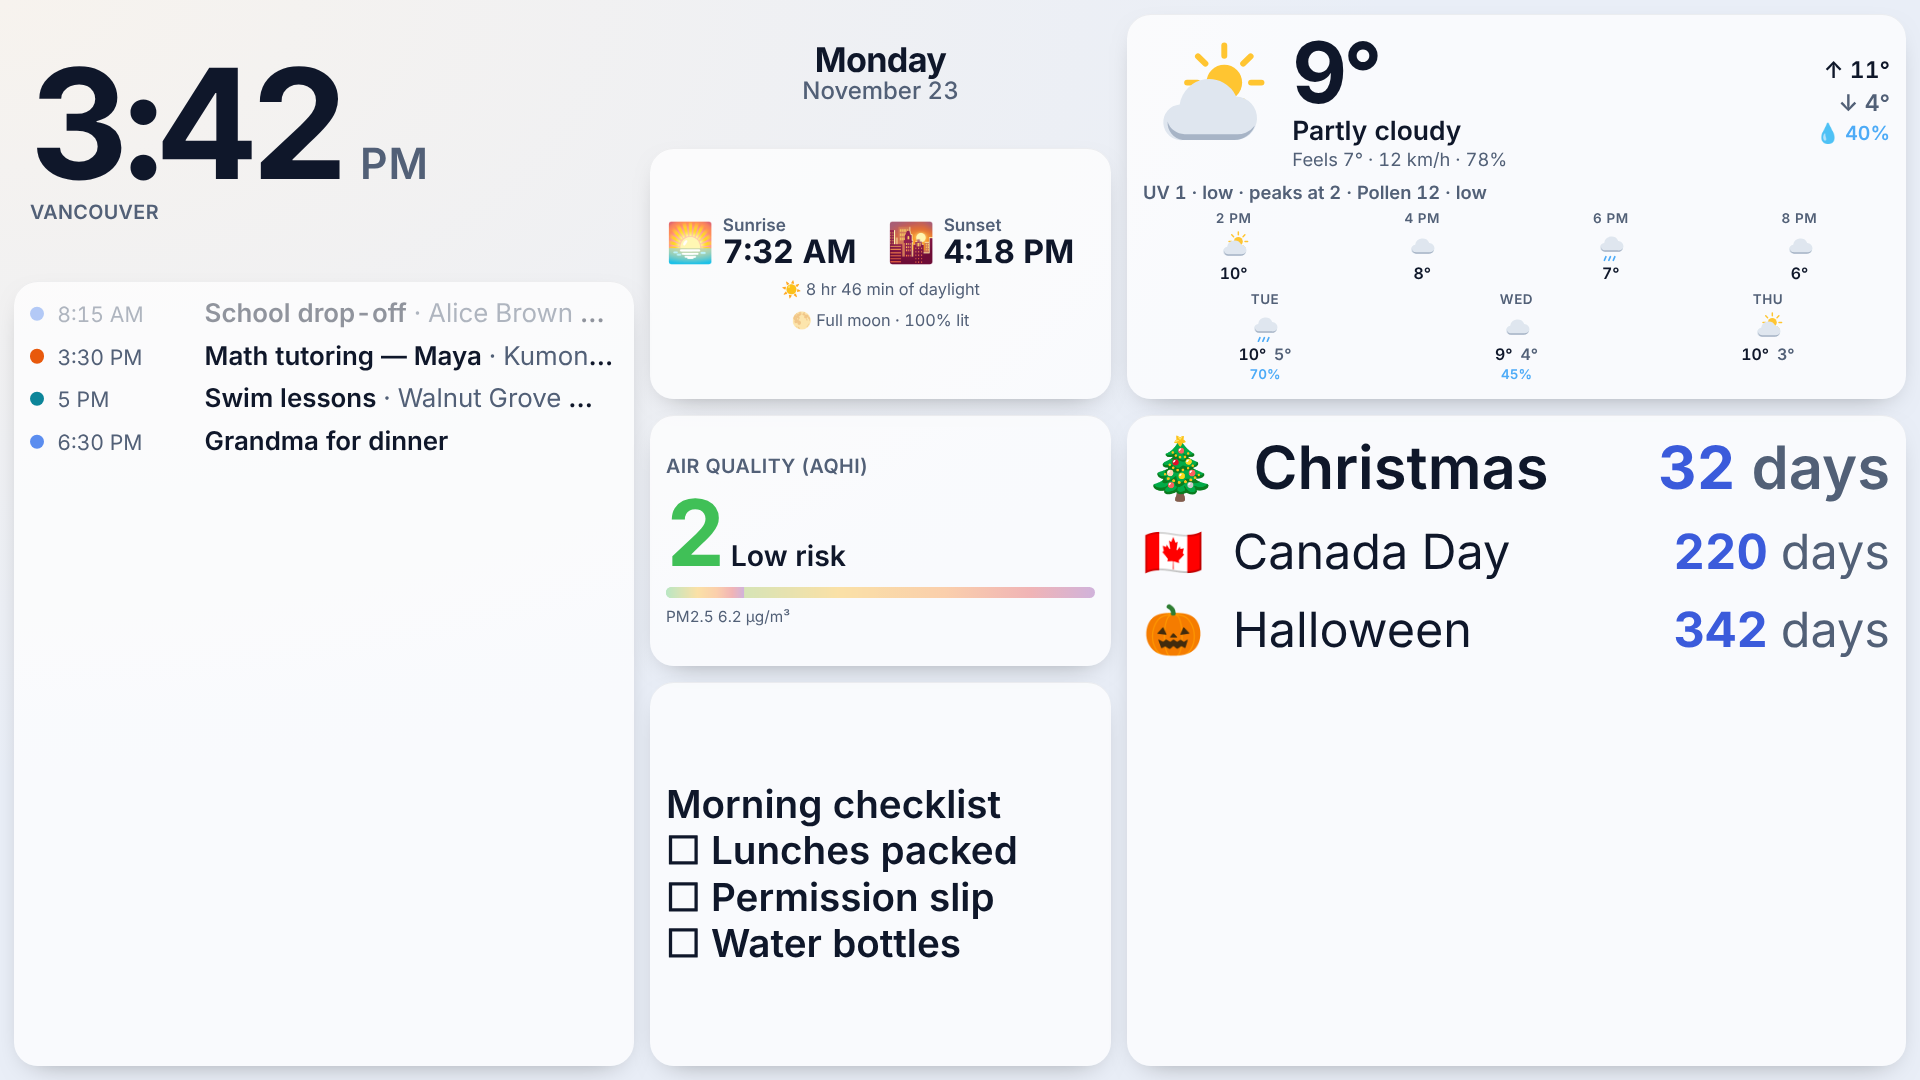 3:42 PM
VANCOUVER
Monday
November 23
8:15 AM School drop-off · Alice Brown ...
3:30 PM Math tutoring — Maya · Kumon...
5 PM Swim lessons · Walnut Grove ...
6:30 PM Grandma for dinner
Sunrise
7:32 AM
Sunset
4:18 PM
8 hr 46 min of daylight
Full moon · 100% lit
AIR QUALITY (AQHI)
2 Low risk
PM2.5 6.2 µg/m³
Morning checklist
☐ Lunches packed
☐ Permission slip
☐ Water bottles
9°
Partly cloudy
Feels 7° · 12 km/h · 78%
↑ 11°
↓ 4°
40%
UV 1 · low · peaks at 2 · Pollen 12 · low
2 PM 4 PM 6 PM 8 PM
10° 8° 7° 6°
TUE WED THU
10° 5° 9° 4° 10° 3°
70% 45%
Christmas 32 days
Canada Day 220 days
Halloween 342 days